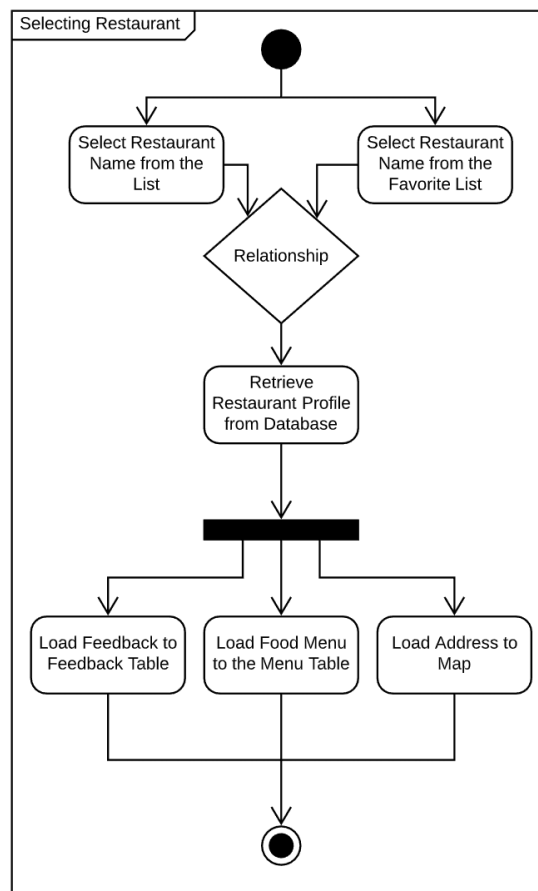 Selecting Restaurant
Select Restaurant
Name from the
List
Select Restaurant
Name from the
Favorite List
Relationship
Retrieve
Restaurant Profile
from Database
Load Feedback to
Feedback Table
Load Food Menu
to the Menu Table
Load Address to
Map